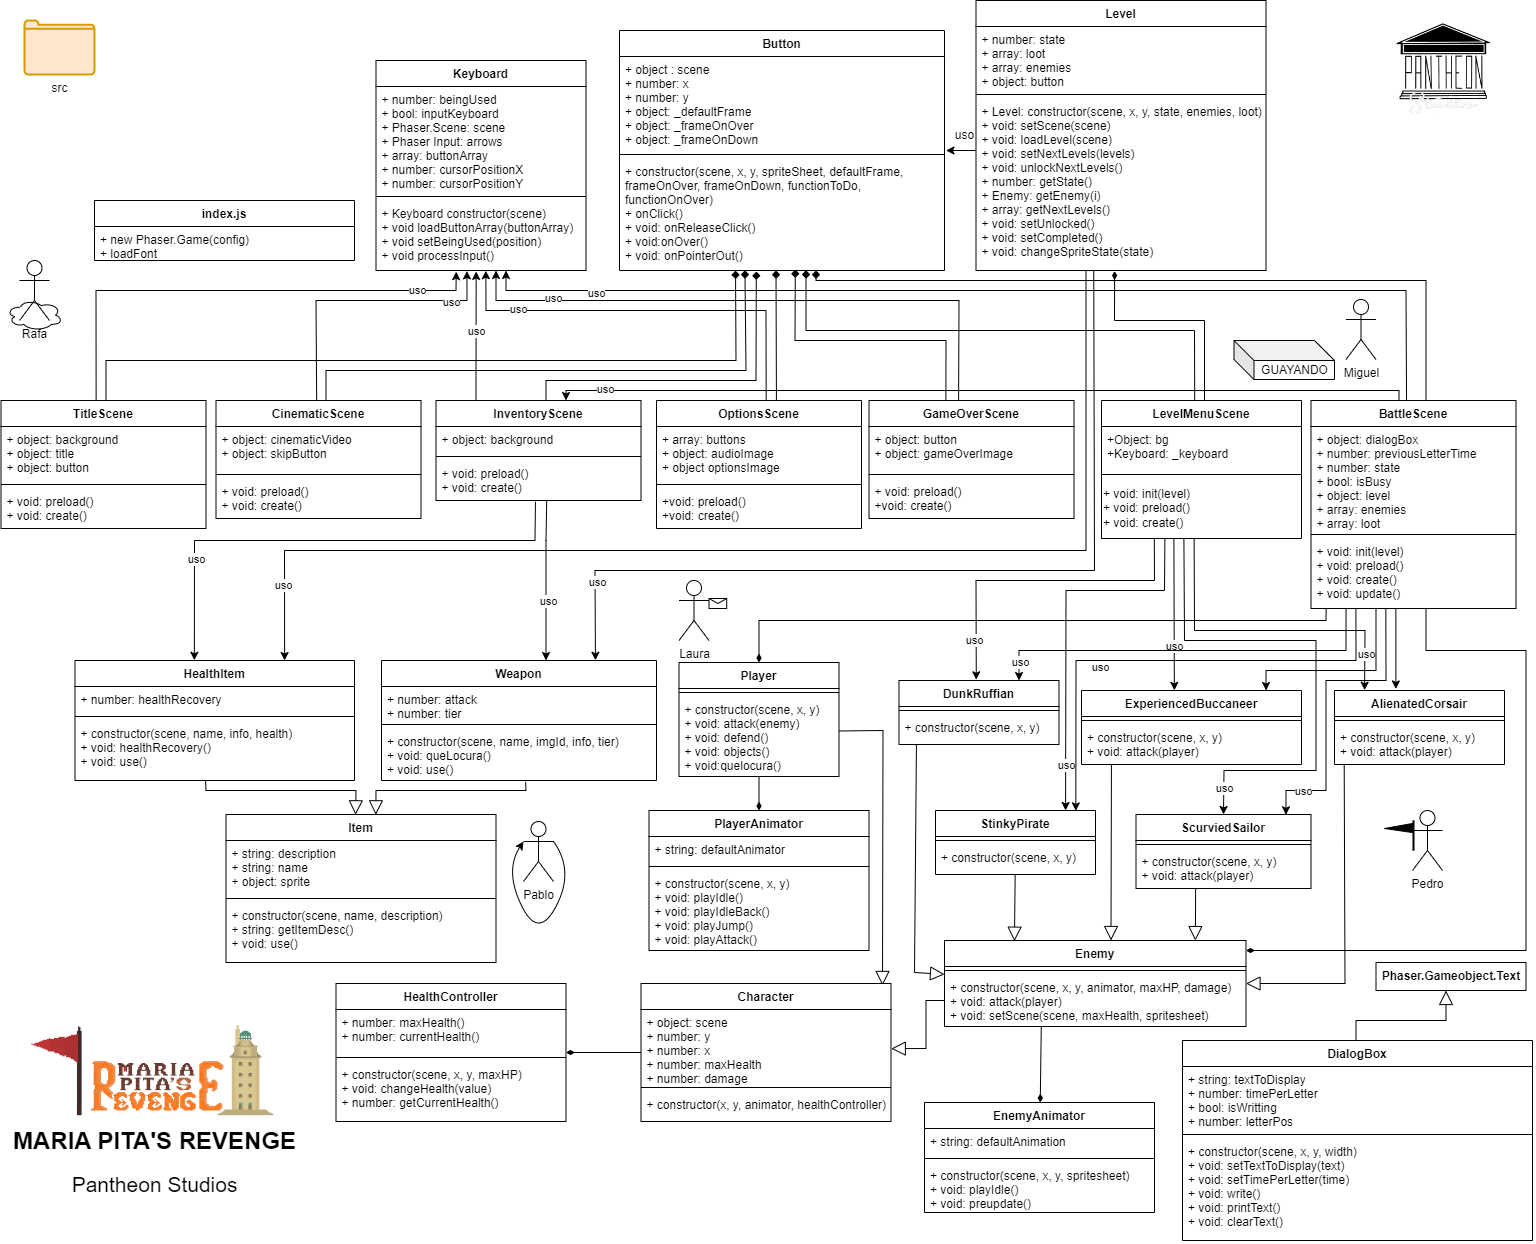 src
Level
+ number: state
+ array: loot
+ array: enemies
+ object: button
+ Level: constructor(scene, x, y, state, enemies, loot)
+ void: setScene(scene)
+ void: loadLevel(scene)
+ void: setNextLevels(levels)
+ void: unlockNextLevels()
+ number: getState()
+ Enemy: getEnemy(i)
+ array: getNextLevels()
+ void: setUnlocked()
+ void: setCompleted()
+ void: changeSpriteState(state)
PANTHEON
Studios
Button
+ object : scene
+ number: x
+ number: y
+ object: _defaultFrame
+ object: _frameOnOver
+ object: _frameOnDown
+ constructor(scene, x, y, spriteSheet, defaultFrame,
frameOnOver, frameOnDown, functionToDo,
functionOnOver)
+ onClick()
+ void: onReleaseClick()
+ void:onOver()
+ void: onPointerOut()
uso
Keyboard
+ number: beingUsed
+ bool: inputKeyboard
+ Phaser.Scene: scene
+ Phaser Input: arrows
+ array: buttonArray
+ number: cursorPositionX
+ number: cursorPositionY
+ Keyboard constructor(scene)
+ void loadButtonArray(buttonArray)
+ void setBeingUsed(position)
+ void processInput()
index.js
+ new Phaser.Game(config)
+ loadFont
Rafa
uso
uso
uso
uso
uso
uso
GUAYANDO
Miguel
uso
TitleScene
+ object: background
+ object: title
+ object: button
+ void: preload()
+ void: create()
CinematicScene
+ object: cinematicVideo
+ object: skipButton
+ void: preload()
+ void: create()
InventoryScene
+ object: background
+ void: preload()
+ void: create()
OptionsScene
+ array: buttons
+ object: audioImage
+ object optionsImage
+void: preload()
+void: create()
GameOverScene
+ object: button
+ object: gameOverImage
+ void: preload()
+void: create()
LevelMenuScene
+Object: bg
+Keyboard: _keyboard
+ void: init(level)
+ void: preload()
+ void: create()
BattleScene
+ object: dialogBox
+ number: previousLetterTime
+ number: state
+ bool: isBusy
+ object: level
+ array: enemies
+ array: loot
+ void: init(level)
+ void: preload()
+ void: create()
+ void: update()
uso
uso
uso
uso
Laura
uso
uso
uso
uso
uso
uso
uso
uso
HealthItem
+ number: healthRecovery
+ constructor(scene, name, info, health)
+ void: healthRecovery()
+ void: use()
Weapon
+ number: attack
+ number: tier
+ constructor(scene, name, imgId, info, tier)
+ void: queLocura()
+ void: use()
Player
+ constructor(scene, x, y)
+ void: attack(enemy)
+ void: defend()
+ void: objects()
+ void:quelocura()
DunkRuffian
+ constructor(scene, x, y)
ExperiencedBuccaneer
+ constructor(scene, x, y)
+ void: attack(player)
AlienatedCorsair
+ constructor(scene, x, y)
+ void: attack(player)
Item
+ string: description
+ string: name
+ object: sprite
+ constructor(scene, name, description)
+ string: getItemDesc()
+ void: use()
Pablo
PlayerAnimator
+ string: defaultAnimator
+ constructor(scene, x, y)
+ void: playIdle()
+ void: playIdleBack()
+ void: playJump()
+ void: playAttack()
StinkyPirate
+ constructor(scene, x, y)
ScurviedSailor
+ constructor(scene, x, y)
+ void: attack(player)
Pedro
Enemy
+ constructor(scene, x, y, animator, maxHP, damage)
+ void: attack(player)
+ void: setScene(scene, maxHealth, spritesheet)
Phaser.Gameobject.Text
HealthController
+ number: maxHealth()
+ number: currentHealth()
+ constructor(scene, x, y, maxHP)
+ void: changeHealth(value)
+ number: getCurrentHealth()
Character
+ object: scene
+ number: y
+ number: x
+ number: maxHealth
+ number: damage
+ constructor(x, y, animator, healthController)
EnemyAnimator
+ string: defaultAnimation
+ constructor(scene, x, y, spritesheet)
+ void: playIdle()
+ void: preupdate()
DialogBox
+ string: textToDisplay
+ number: timePerLetter
+ bool: isWritting
+ number: letterPos
+ constructor(scene, x, y, width)
+ void: setTextToDisplay(text)
+ void: setTimePerLetter(time)
+ void: write()
+ void: printText()
+ void: clearText()
MARIA
PITA'S
REVENGE
MARIA PITA'S REVENGE
Pantheon Studios